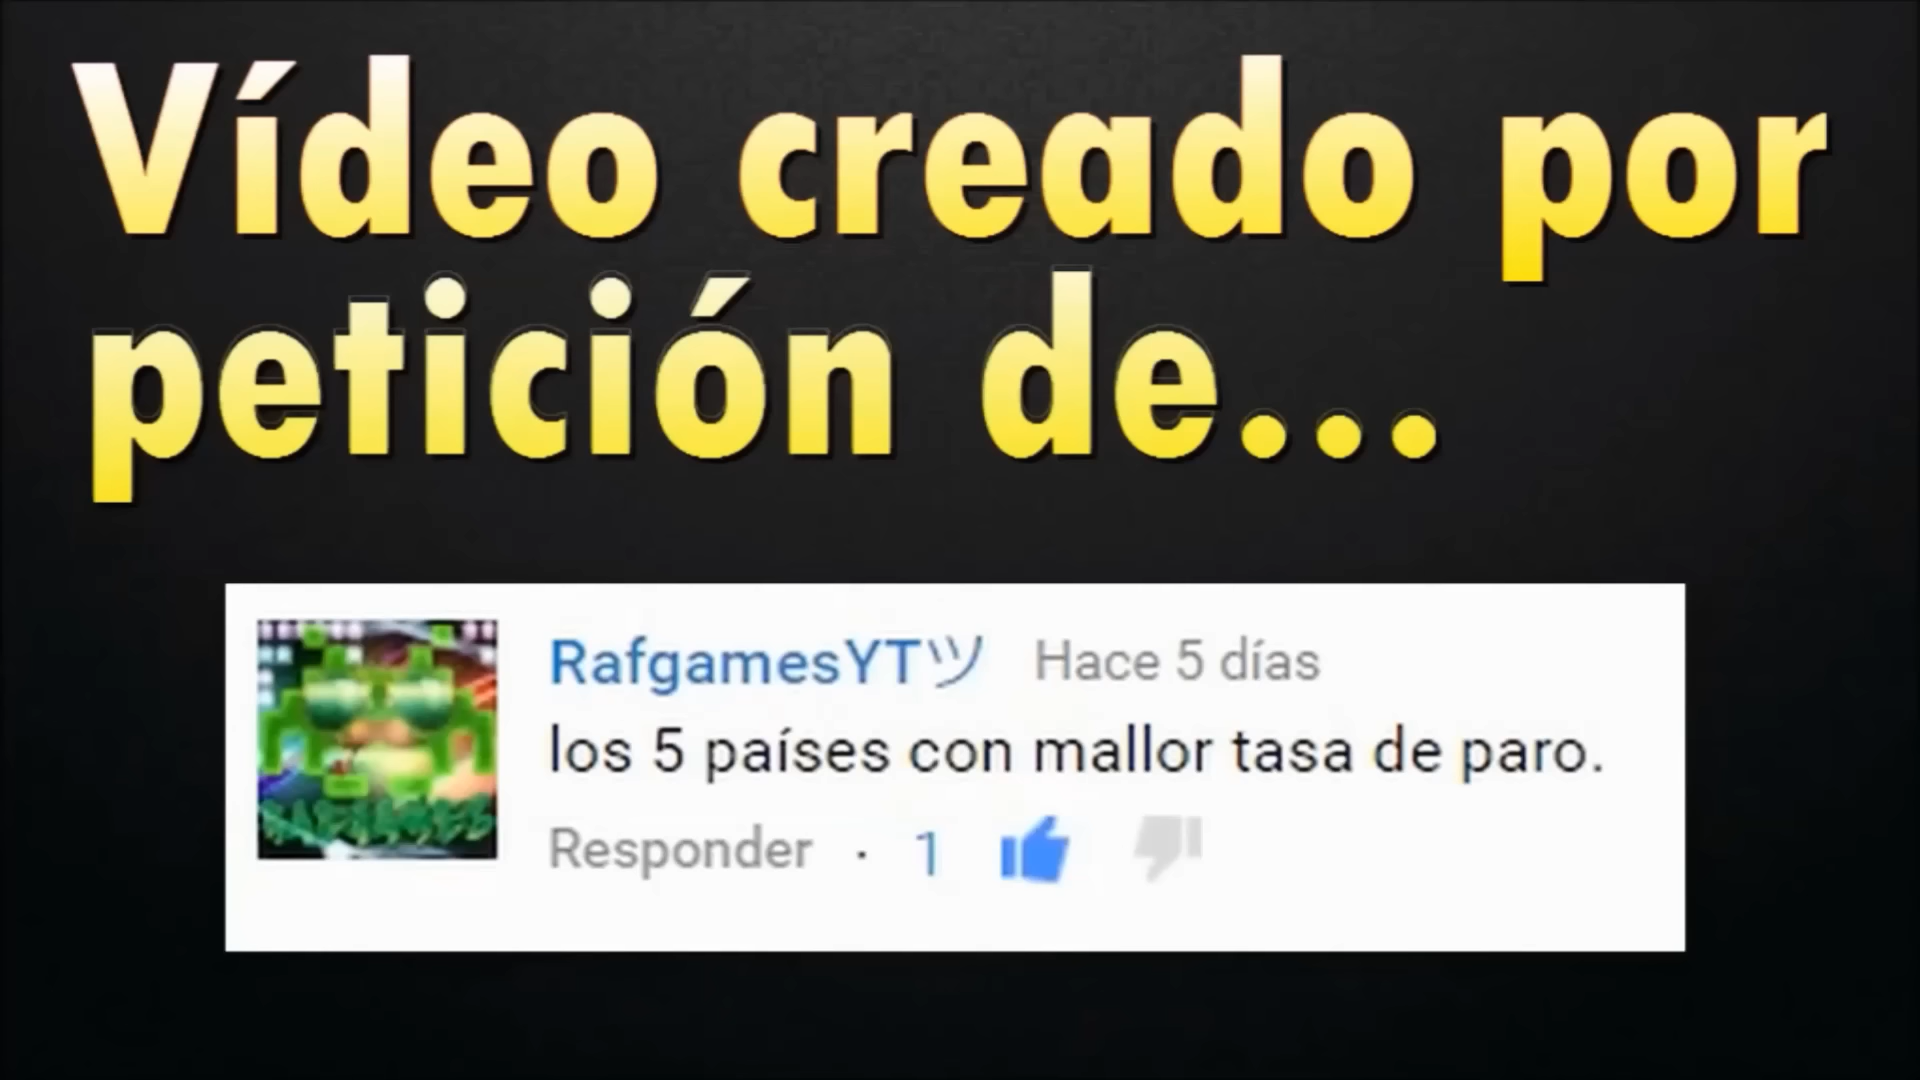 Vídeo creado por
petición de...
RafgamesYTツ Hace 5 días
los 5 países con mallor tasa de paro.
Responder · 1
RAFGAMES